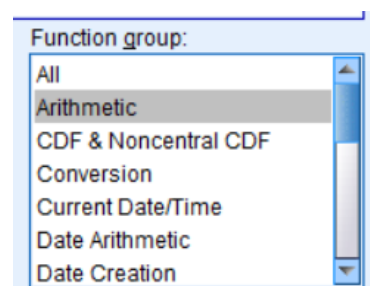 Function group:
All
Arithmetic
CDF & Noncentral CDF
Conversion
Current Date/Time
Date Arithmetic
Date Creation